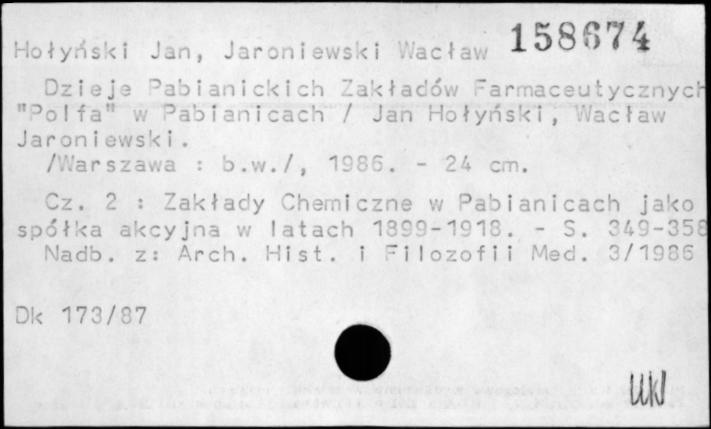 158674
Hołyński Jan, Jaroniewski Wacław
Dzieje Pabianickich Zakładów Farmaceutycznych
"Polfa" w Pabianicach / Jan Hołyński, Wacław
Jaroniewski.
/Warszawa : b.w./, 1986. - 24 cm.
Cz. 2 : Zakłady Chemiczne w Pabianicach jako
spółka akcyjna w latach 1899-1918. - S. 349-358
Nadb. z: Arch. Hist. i Filozofii Med. 3/1986
Dk 173/87